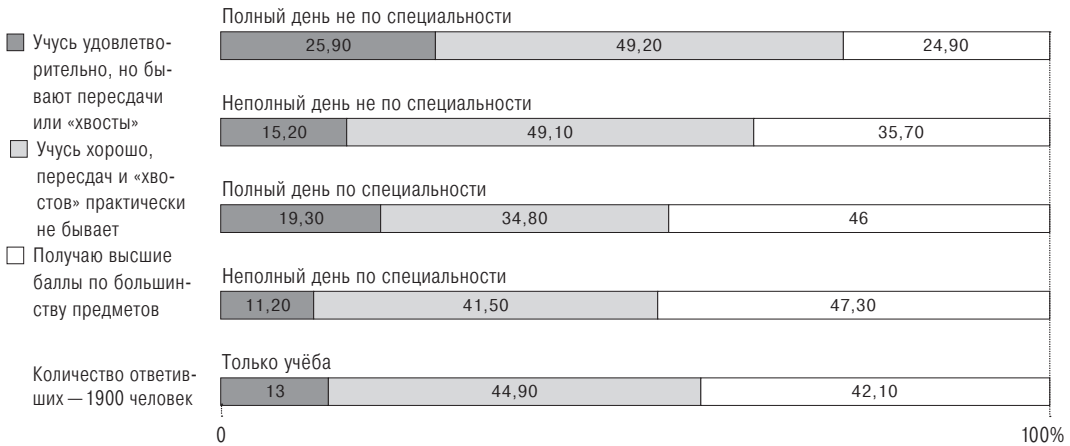 Полный день не по специальности
25,90 49,20 24,90
Учусь удовлетво-
рительно, но бы-
вают пересдачи
или «хвосты»
Неполный день не по специальности
15,20 49,10 35,70
Учусь хорошо,
пересдач и «хво-
стов» практически
не бывает
Полный день по специальности
19,30 34,80 46
Получаю высшие
баллы по большин-
ству предметов
Неполный день по специальности
11,20 41,50 47,30
Количество ответив-
ших — 1900 человек
Только учёба
13 44,90 42,10
0 100%